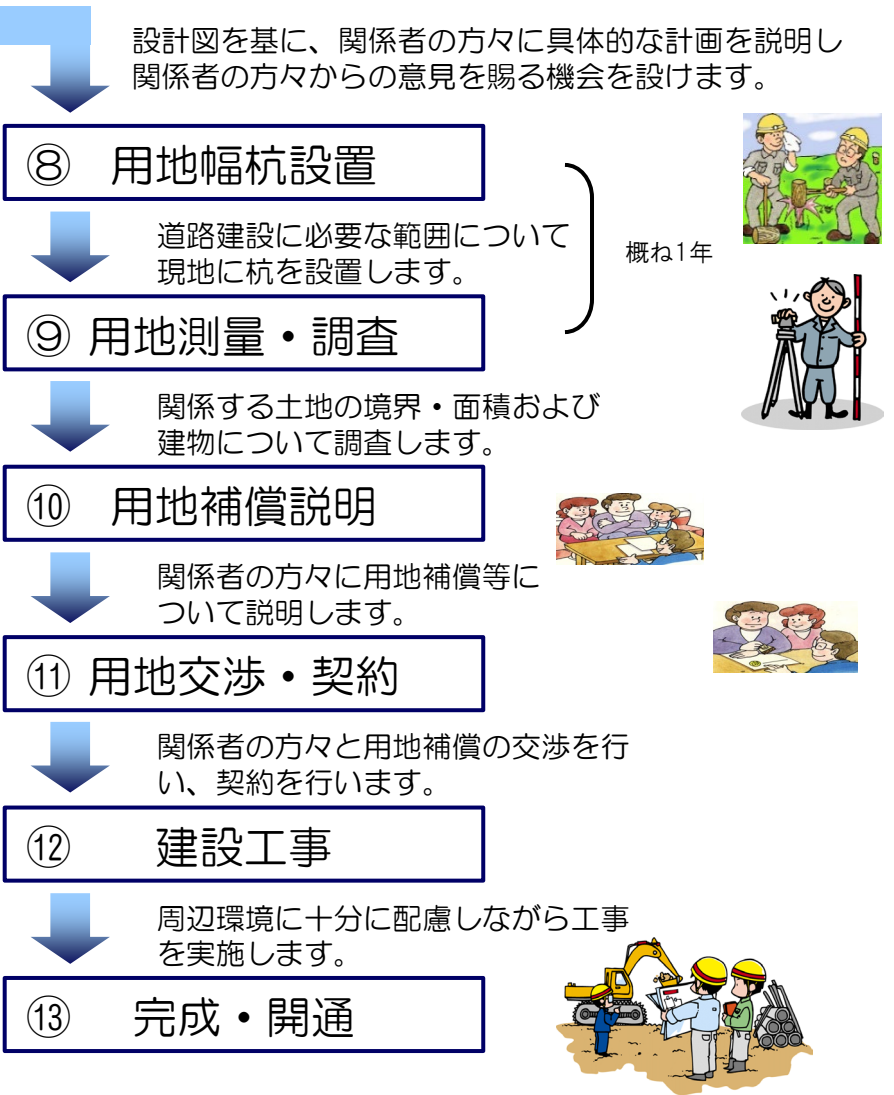 設計図を基に、関係者の方々に具体的な計画を説明し
関係者の方々からの意見を賜る機会を設けます。
⑧ 用地幅杭設置
道路建設に必要な範囲について
現地に杭を設置します。
概ね1年
⑨ 用地測量・調査
関係する土地の境界・面積および
建物について調査します。
⑩ 用地補償説明
関係者の方々に用地補償等に
ついて説明します。
⑪ 用地交渉・契約
関係者の方々と用地補償の交渉を行
い、契約を行います。
⑫ 建設工事
周辺環境に十分に配慮しながら工事
を実施します。
⑬ 完成・開通